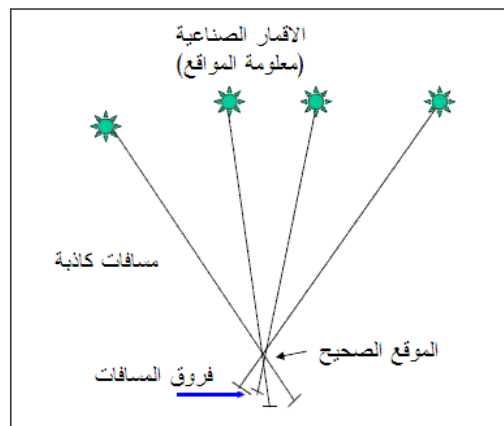 الاقمار الصناعية
(معلومة المواقع)
مسافات كاذبة
الموقع الصحيح
فروق المسافات